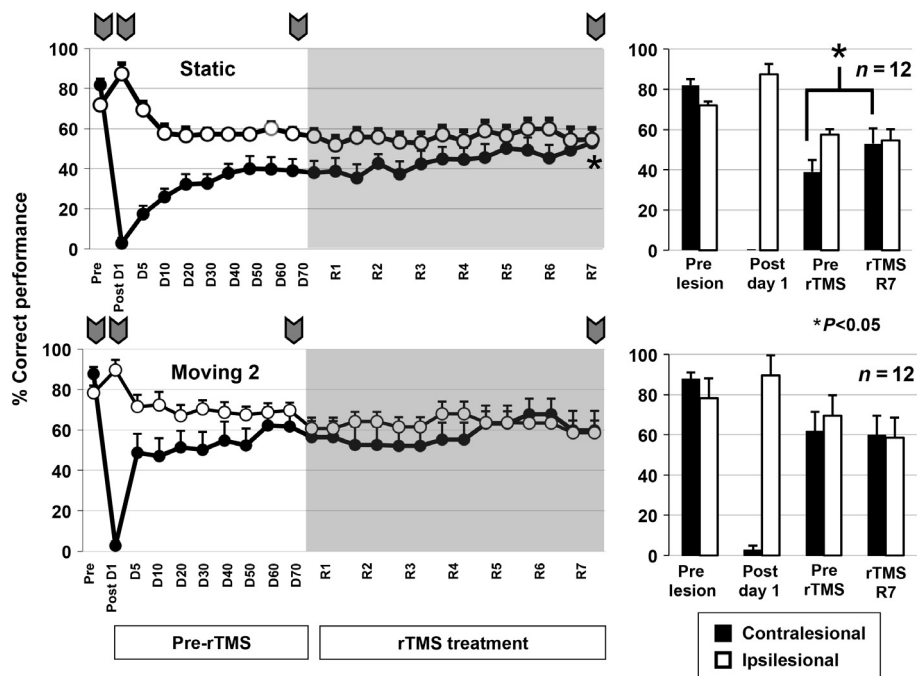 % Correct performance
Static
100
80
60
40
20
0
*
Pre
Post D1
D5
D10
D20
D30
D40
D50
D60
D70
R1
R2
R3
R4
R5
R6
R7
*
n = 12
100
80
60
40
20
0
Pre lesion
Post day 1
Pre rTMS
rTMS R7
*P<0.05
Moving 2
100
80
60
40
20
0
Pre
Post D1
D5
D10
D20
D30
D40
D50
D60
D70
R1
R2
R3
R4
R5
R6
R7
n = 12
100
80
60
40
20
0
Pre lesion
Post day 1
Pre rTMS
rTMS R7
Pre-rTMS
rTMS treatment
Contralesional
Ipsilesional